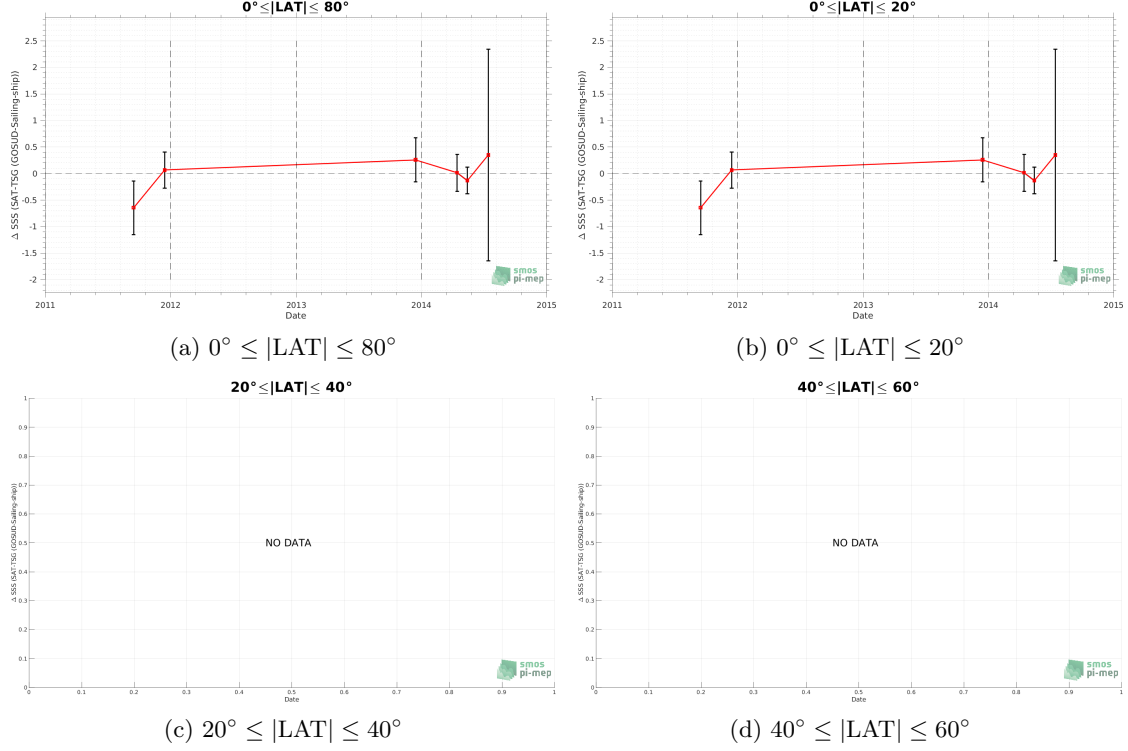 0°≤|LAT|≤ 80°
Δ SSS (SAT-TSG (GOSUD-Sailing-ship))
2.5
2
1.5
1
0.5
0
-0.5
-1
-1.5
-2
2011 2012 2013 2014 2015
Date
smos
pi-mep
(a) 0° ≤ |LAT| ≤ 80°
0°≤|LAT|≤ 20°
Δ SSS (SAT-TSG (GOSUD-Sailing-ship))
2.5
2
1.5
1
0.5
0
-0.5
-1
-1.5
-2
2011 2012 2013 2014 2015
Date
smos
pi-mep
(b) 0° ≤ |LAT| ≤ 20°
20°≤|LAT|≤ 40°
Δ SSS (SAT-TSG (GOSUD-Sailing-ship))
1
0.9
0.8
0.7
0.6
0.5
0.4
0.3
0.2
0.1
0
NO DATA
0 0.1 0.2 0.3 0.4 0.5 0.6 0.7 0.8 0.9 1
Date
smos
pi-mep
(c) 20° ≤ |LAT| ≤ 40°
40°≤|LAT|≤ 60°
Δ SSS (SAT-TSG (GOSUD-Sailing-ship))
1
0.9
0.8
0.7
0.6
0.5
0.4
0.3
0.2
0.1
0
NO DATA
0 0.1 0.2 0.3 0.4 0.5 0.6 0.7 0.8 0.9 1
Date
smos
pi-mep
(d) 40° ≤ |LAT| ≤ 60°